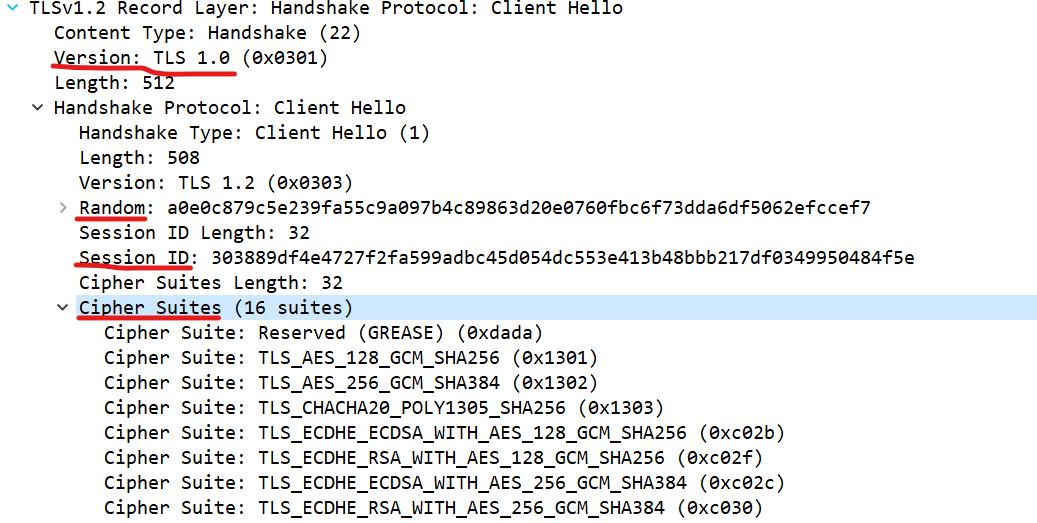 TLSv1.2 Record Layer: Handshake Protocol: Client Hello
Content Type: Handshake (22)
Version: TLS 1.0 (0x0301)
Length: 512
Handshake Protocol: Client Hello
Handshake Type: Client Hello (1)
Length: 508
Version: TLS 1.2 (0x0303)
Random: a0e0c879c5e239fa55c9a097b4c89863d20e0760fbc6f73dda6df5062efccef7
Session ID Length: 32
Session ID: 303889df4e4727f2fa599adbc45d054dc553e413b48bbb217df0349950484f5e
Cipher Suites Length: 32
Cipher Suites (16 suites)
Cipher Suite: Reserved (GREASE) (0xdada)
Cipher Suite: TLS_AES_128_GCM_SHA256 (0x1301)
Cipher Suite: TLS_AES_256_GCM_SHA384 (0x1302)
Cipher Suite: TLS_CHACHA20_POLY1305_SHA256 (0x1303)
Cipher Suite: TLS_ECDHE_ECDSA_WITH_AES_128_GCM_SHA256 (0xc02b)
Cipher Suite: TLS_ECDHE_RSA_WITH_AES_128_GCM_SHA256 (0xc02f)
Cipher Suite: TLS_ECDHE_ECDSA_WITH_AES_256_GCM_SHA384 (0xc02c)
Cipher Suite: TLS_ECDHE_RSA_WITH_AES_256_GCM_SHA384 (0xc030)